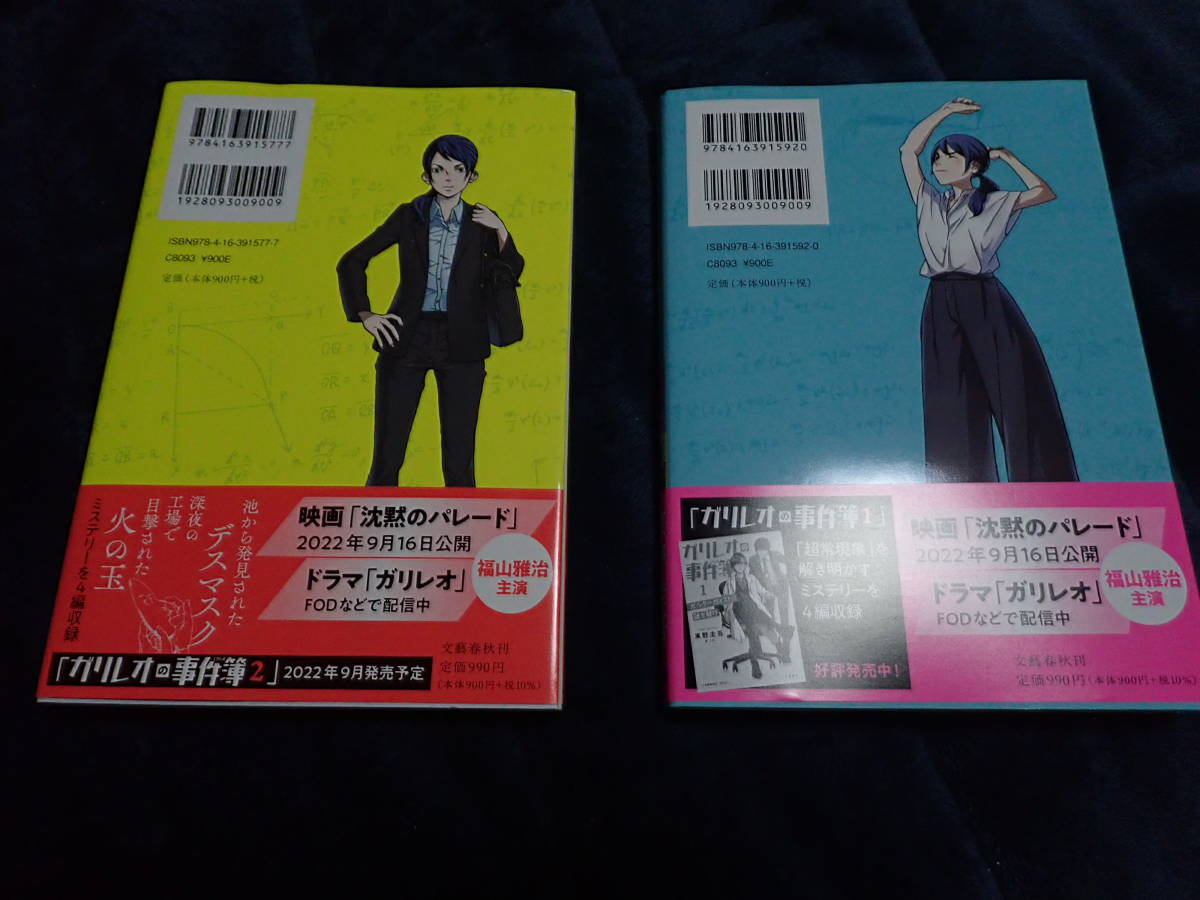 9784163915777
1928093009009
ISBN978-4-16-391577-7
C8093 ¥900E
定価(本体900円+税)
池から発見された
デスマスク
深夜の
工場で
目撃された
火の玉
ミステリーを4編収録
映画「沈黙のパレード」
2022年9月16日公開
ドラマ「ガリレオ」
FODなどで配信中
福山雅治
主演
「ガリレオの事件簿2」2022年9月発売予定
文藝春秋刊
定価990円
(本体900円+税10%)
9784163915920
1928093009009
ISBN978-4-16-391592-0
C8093 ¥900E
定価(本体900円+税)
「ガリレオの事件簿1」
ガリレオの
事件簿
1
東野圭吾
「超常現象」を
解き明かす
ミステリーを
4編収録
好評発売中!
映画「沈黙のパレード」
2022年9月16日公開
ドラマ「ガリレオ」
FODなどで配信中
福山雅治
主演
文藝春秋刊
定価990円(本体900円+税10%)